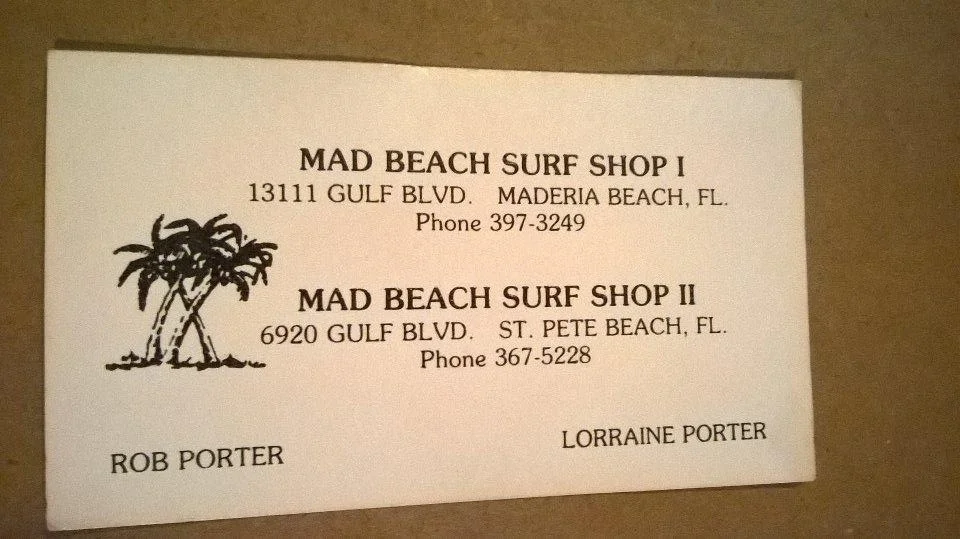 MAD BEACH SURF SHOP I
13111 GULF BLVD. MADERIA BEACH, FL.
Phone 397-3249
MAD BEACH SURF SHOP II
6920 GULF BLVD. ST. PETE BEACH, FL.
Phone 367-5228
ROB PORTER
LORRAINE PORTER